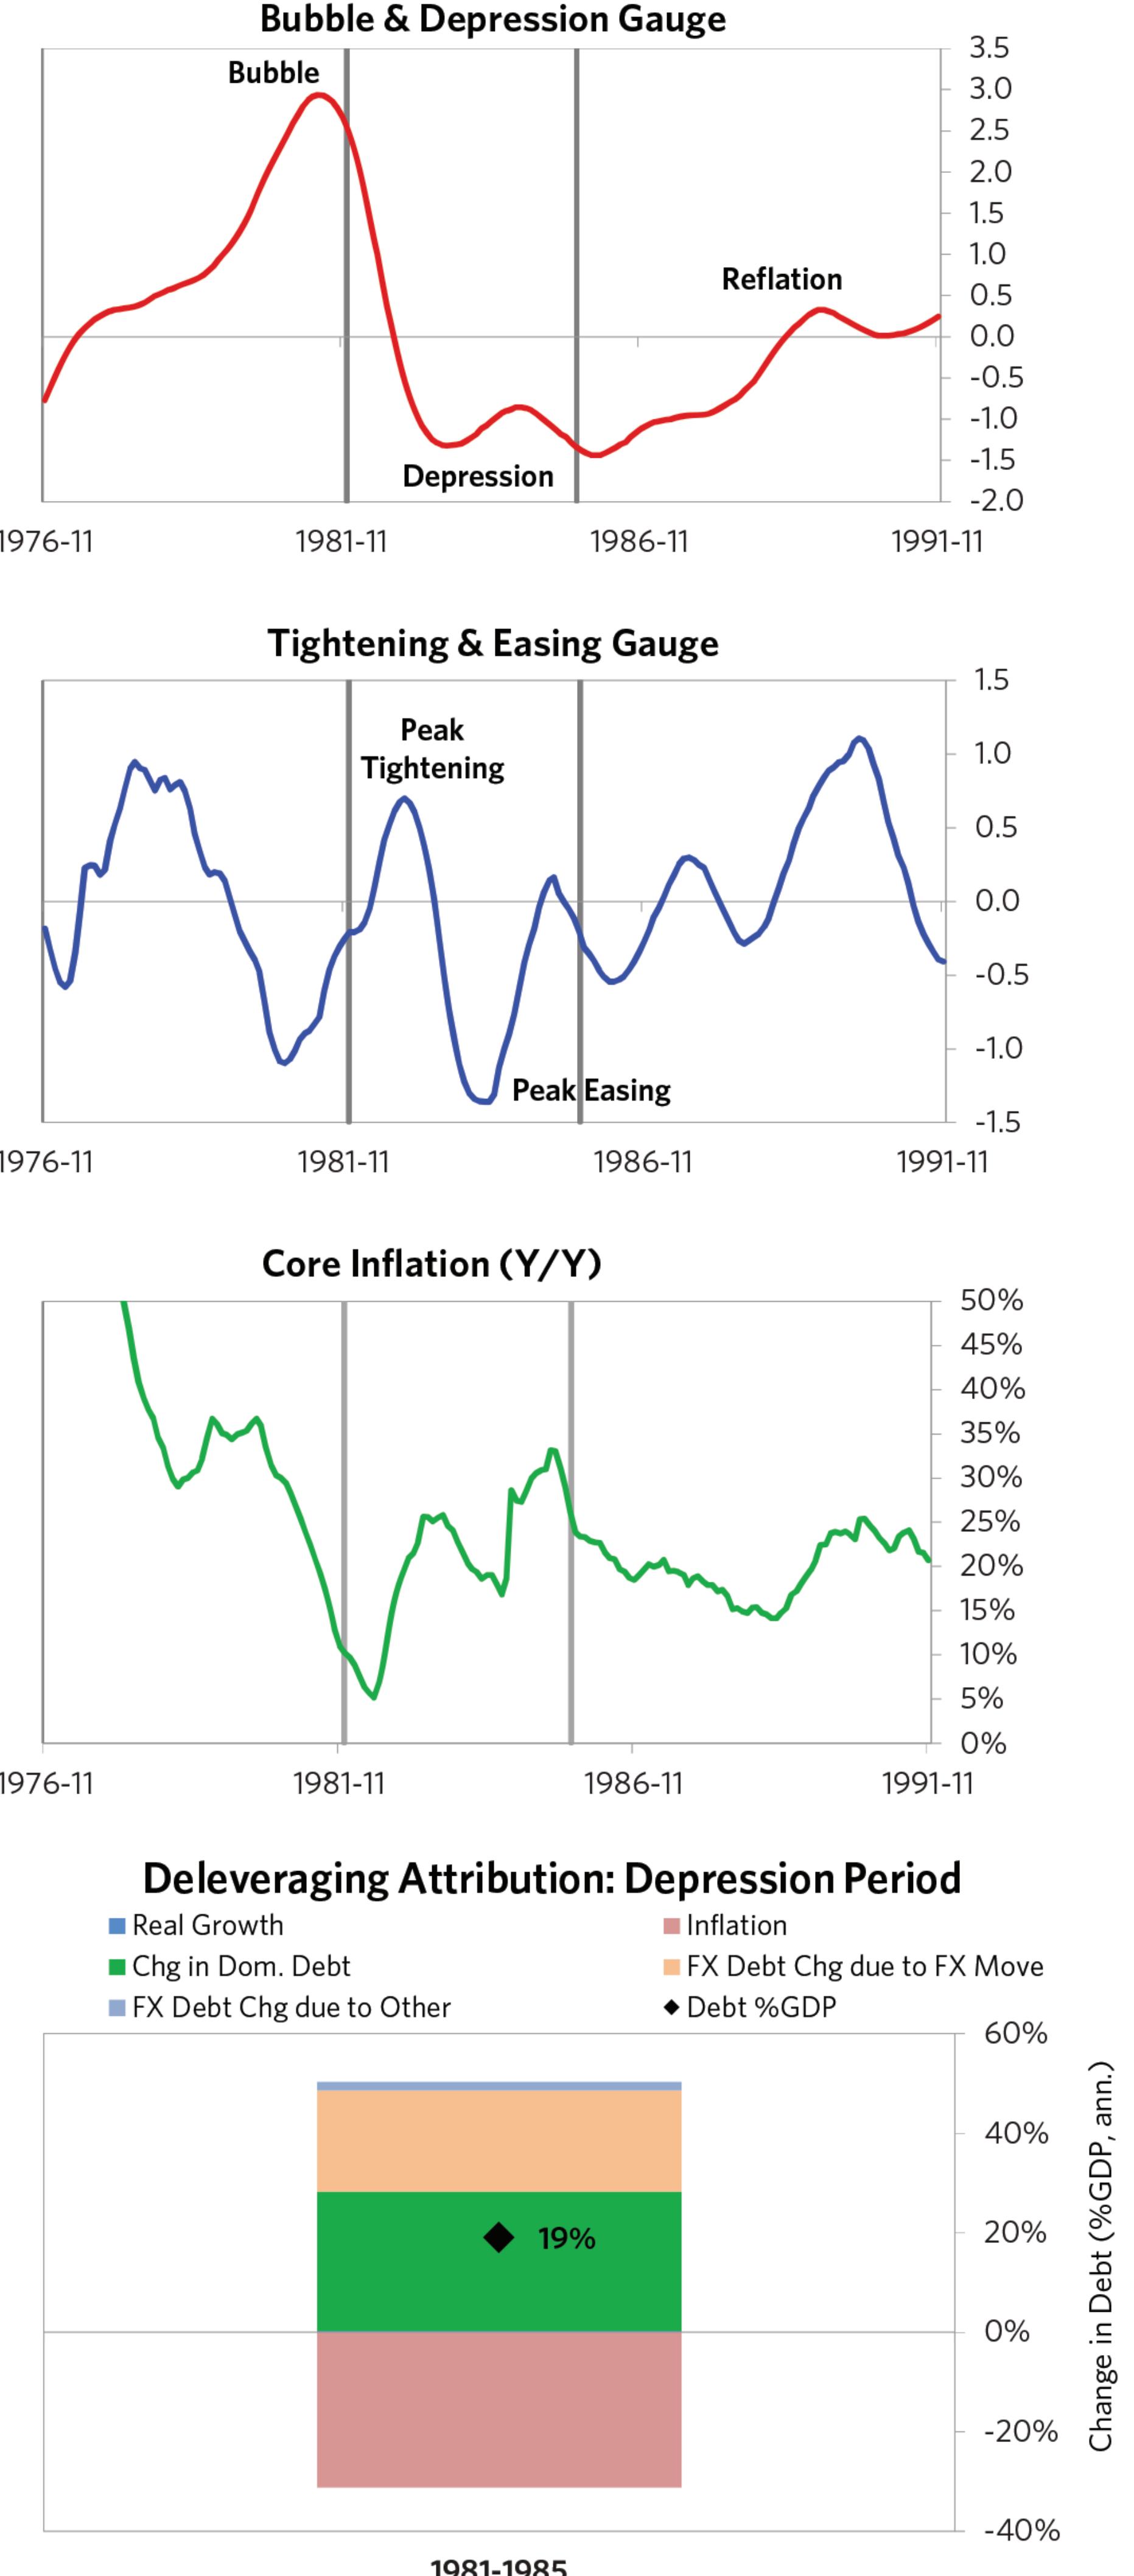 Bubble & Depression Gauge
Bubble
Reflation
Depression
3.5
3.0
2.5
2.0
1.5
1.0
0.5
0.0
-0.5
-1.0
-1.5
-2.0
1976-11 1981-11 1986-11 1991-11
Tightening & Easing Gauge
Peak
Tightening
Peak Easing
1.5
1.0
0.5
0.0
-0.5
-1.0
-1.5
1976-11 1981-11 1986-11 1991-11
Core Inflation (Y/Y)
50%
45%
40%
35%
30%
25%
20%
15%
10%
5%
0%
1976-11 1981-11 1986-11 1991-11
Deleveraging Attribution: Depression Period
Real Growth Inflation
Chg in Dom. Debt FX Debt Chg due to FX Move
FX Debt Chg due to Other Debt %GDP
60%
40%
20%
0%
-20%
-40%
19%
Change in Debt (%GDP, ann.)
1981-1985